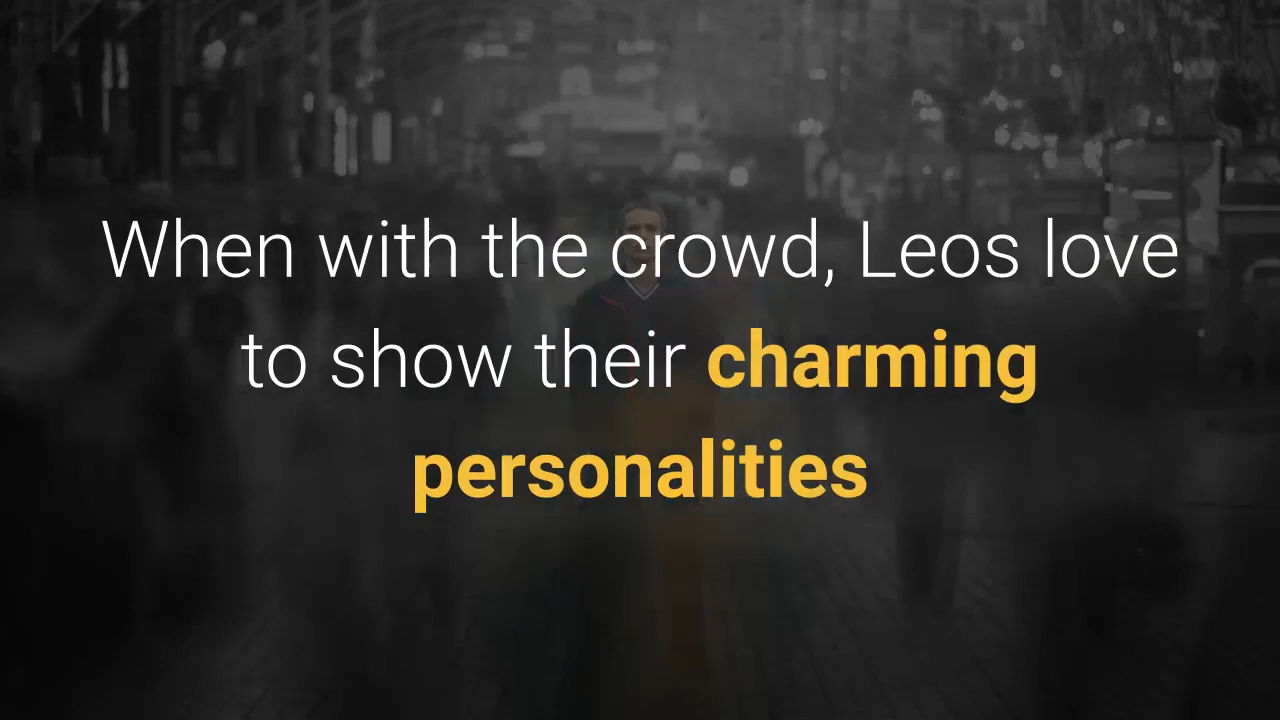 When with the crowd, Leos love
to show their charming
personalities